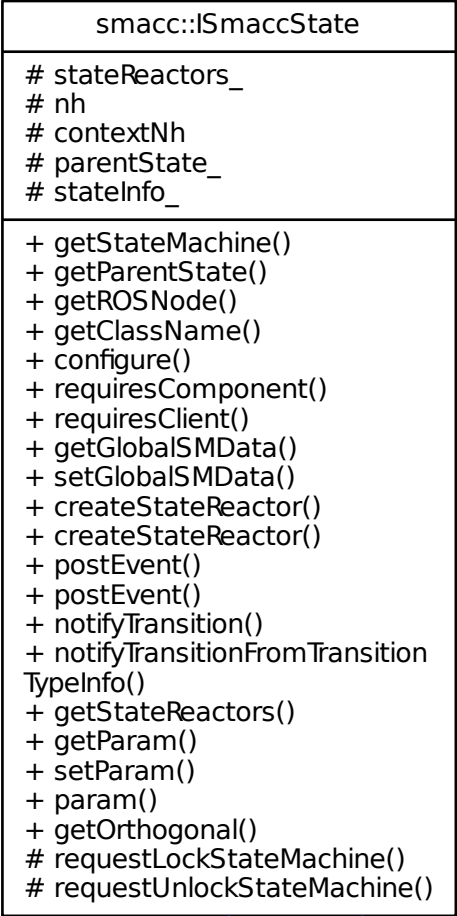 smacc::ISmaccState
# stateReactors_
# nh
# contextNh
# parentState_
# stateInfo_
+ getStateMachine()
+ getParentState()
+ getROSNode()
+ getClassName()
+ configure()
+ requiresComponent()
+ requiresClient()
+ getGlobalSMData()
+ setGlobalSMData()
+ createStateReactor()
+ createStateReactor()
+ postEvent()
+ postEvent()
+ notifyTransition()
+ notifyTransitionFromTransition
TypeInfo()
+ getStateReactors()
+ getParam()
+ setParam()
+ param()
+ getOrthogonal()
# requestLockStateMachine()
# requestUnlockStateMachine()